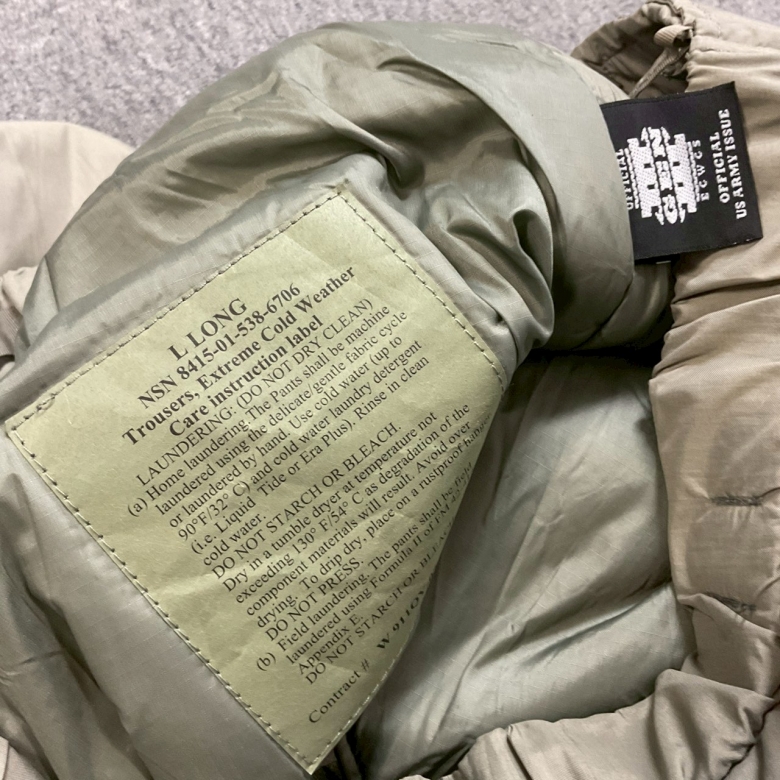 L LONG
NSN 8415-01-538-6706
Trousers, Extreme Cold Weather
Care instruction label
LAUNDERING: (DO NOT DRY CLEAN)
(a) Home laundering. The Pants shall be machine
laundered using the delicate/gentle fabric cycle
or laundered by hand. Use cold water (up to
90°F/32° C) and cold water laundry detergent
(i.e. Liquid, Tide or Era Plus). Rinse in clean
cold water.
DO NOT STARCH OR BLEACH.
Dry in a tumble dryer at temperature not
exceeding 130° F/54° C as degradation of the
component materials will result. Avoid over
drying. To drip dry, place on a rustproof
DO NOT PRESS.
(b) Field laundering. The pants shall be
laundered using Formula II of
Appendix E.
DO NOT STARCH OR
Contract #
OFFICIAL
GEN III
ECWCS
OFFICIAL
US ARMY ISSUE